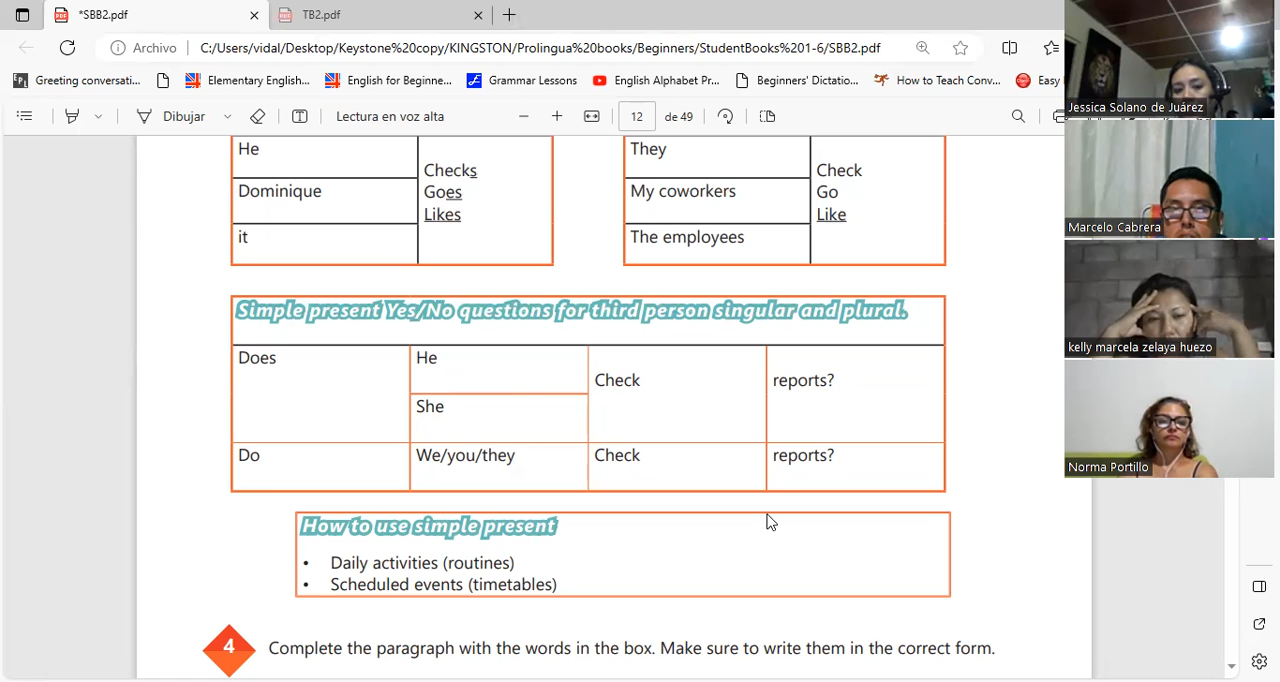 *SBB2.pdf
TB2.pdf
Archivo
C:/Users/vidal/Desktop/Keystone%20copy/KINGSTON/Prolingua%20books/Beginners/StudentBooks%201-6/SBB2.pdf
Greeting conversati...
Elementary English...
English for Beginne...
Grammar Lessons
English Alphabet Pr...
Beginners' Dictatio...
How to Teach Conv...
Easy
Dibujar
Lectura en voz alta
12 de 49
He
Dominique
it
Checks
Goes
Likes
They
My coworkers
The employees
Check
Go
Like
Simple present Yes/No questions for third person singular and plural.
Does
He
She
Check
reports?
Do
We/you/they
Check
reports?
How to use simple present
• Daily activities (routines)
• Scheduled events (timetables)
4 Complete the paragraph with the words in the box. Make sure to write them in the correct form.
Jessica Solano de Juárez
Marcelo Cabrera
kelly marcela zelaya huezo
Norma Portillo